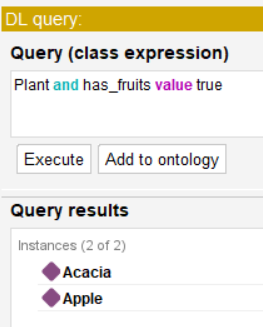 DL query:
Query (class expression)
Plant and has_fruits value true
Execute Add to ontology
Query results
Instances (2 of 2)
Acacia
Apple